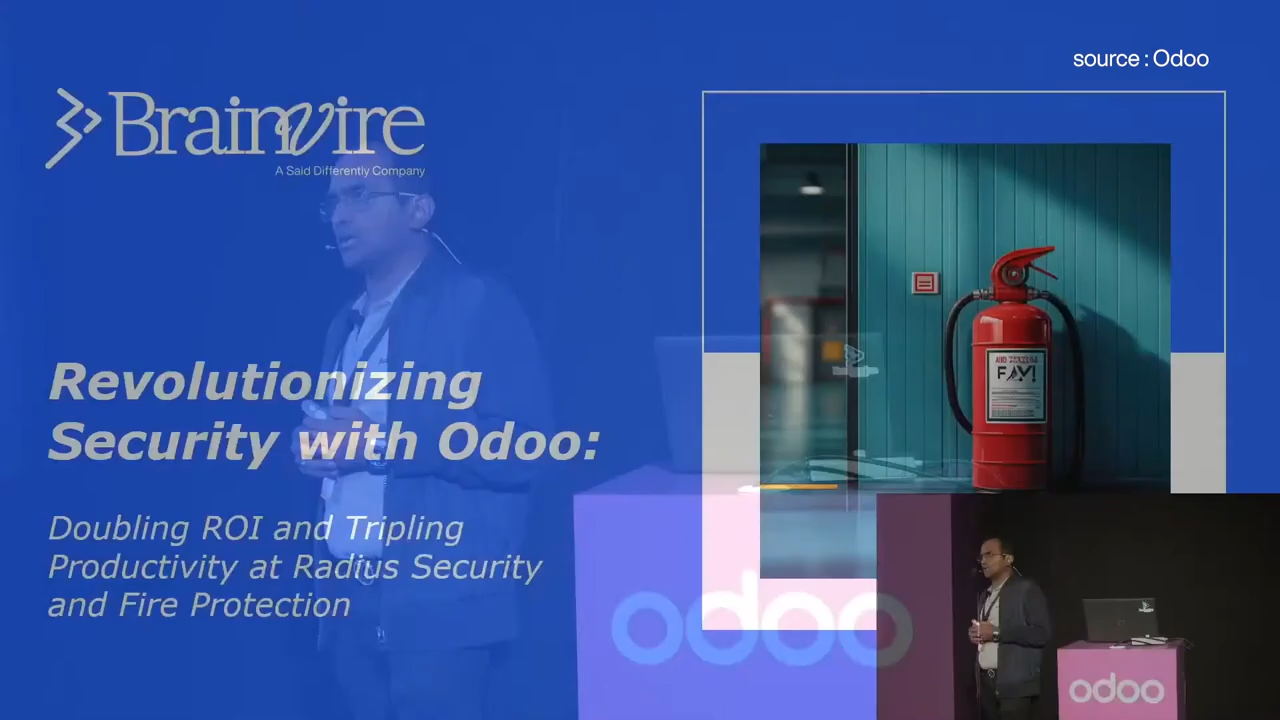 source : Odoo
Brainvire
A Said Differently Company
Revolutionizing
Security with Odoo:
Doubling ROI and Tripling
Productivity at Radius Security
and Fire Protection
FAY!
odoo
odoo